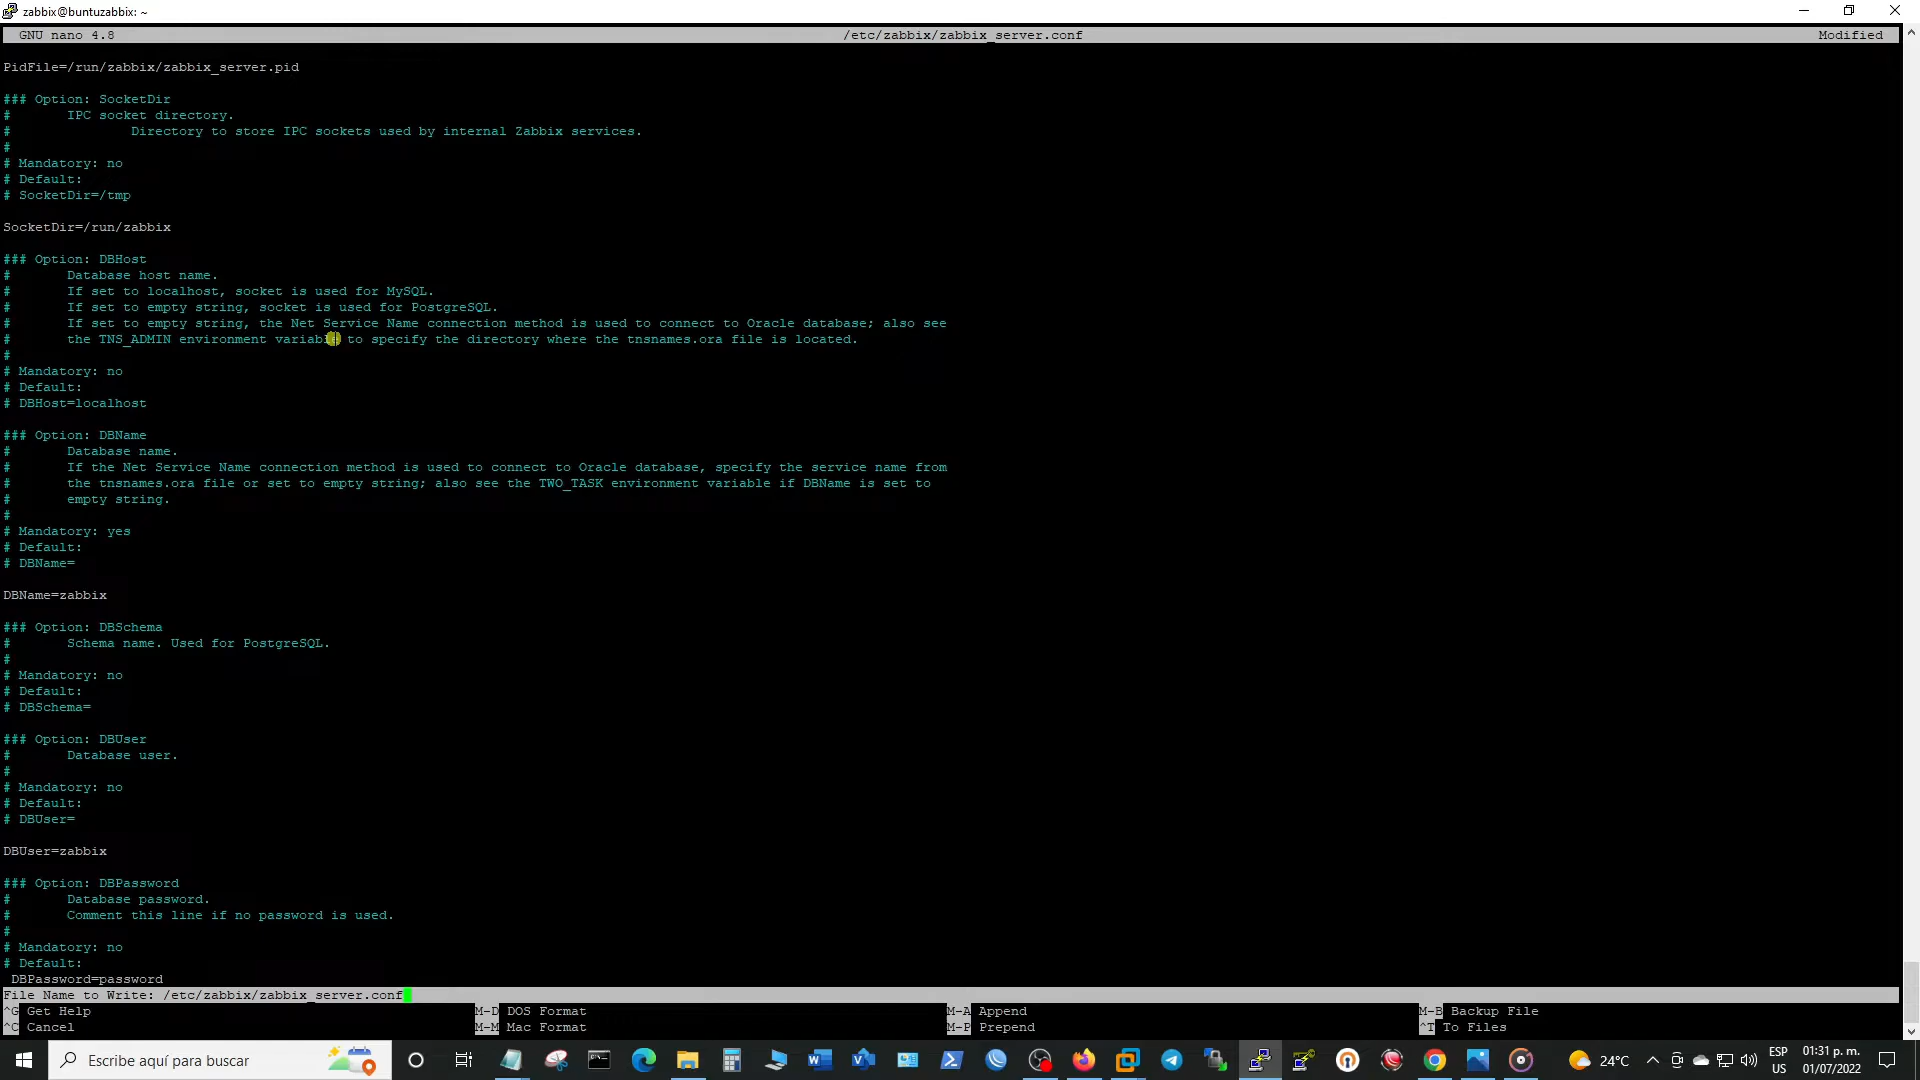 zabbix@buntuzabbix: ~
GNU nano 4.8 /etc/zabbix/zabbix_server.conf Modified
PidFile=/run/zabbix/zabbix_server.pid
### Option: SocketDir
# IPC socket directory.
# Directory to store IPC sockets used by internal Zabbix services.
#
# Mandatory: no
# Default:
# SocketDir=/tmp
SocketDir=/run/zabbix
### Option: DBHost
# Database host name.
# If set to localhost, socket is used for MySQL.
# If set to empty string, socket is used for PostgreSQL.
# If set to empty string, the Net Service Name connection method is used to connect to Oracle database; also see
# the TNS_ADMIN environment variable to specify the directory where the tnsnames.ora file is located.
#
# Mandatory: no
# Default:
# DBHost=localhost
### Option: DBName
# Database name.
# If the Net Service Name connection method is used to connect to Oracle database, specify the service name from
# the tnsnames.ora file or set to empty string; also see the TWO_TASK environment variable if DBName is set to
# empty string.
#
# Mandatory: yes
# Default:
# DBName=
DBName=zabbix
### Option: DBSchema
# Schema name. Used for PostgreSQL.
#
# Mandatory: no
# Default:
# DBSchema=
### Option: DBUser
# Database user.
#
# Mandatory: no
# Default:
# DBUser=
DBUser=zabbix
### Option: DBPassword
# Database password.
# Comment this line if no password is used.
#
# Mandatory: no
# Default:
DBPassword=password
File Name to Write: /etc/zabbix/zabbix_server.conf
^G Get Help M-D DOS Format M-A Append M-B Backup File
^C Cancel M-M Mac Format M-P Prepend ^T To Files
Escribe aquí para buscar
24°C
ESP
US
01:31 p. m.
01/07/2022